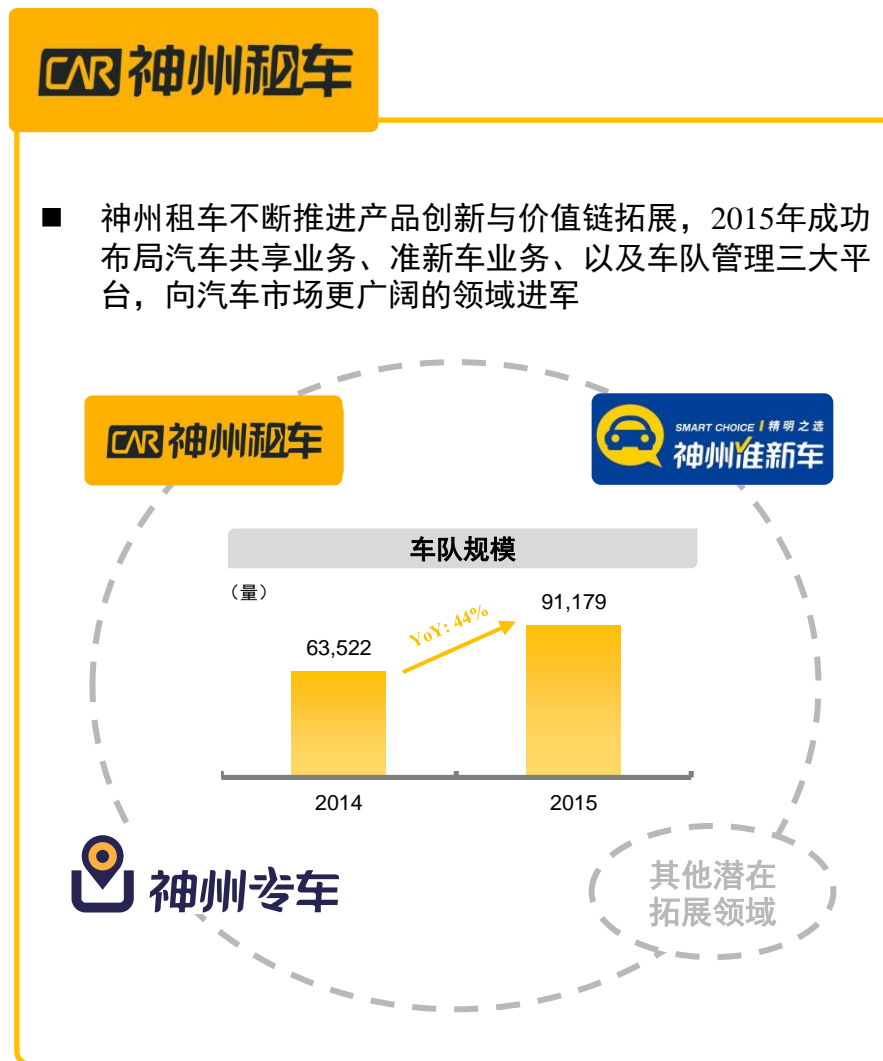 CAR 神州租车
■ 神州租车不断推进产品创新与价值链拓展，2015年成功
布局汽车共享业务、准新车业务、以及车队管理三大平
台，向汽车市场更广阔的领域进军
CAR 神州租车
SMART CHOICE 精明之选
神州准新车
车队规模
（量）
63,522
YoY: 44%
91,179
2014
2015
神州专车
其他潜在
拓展领域